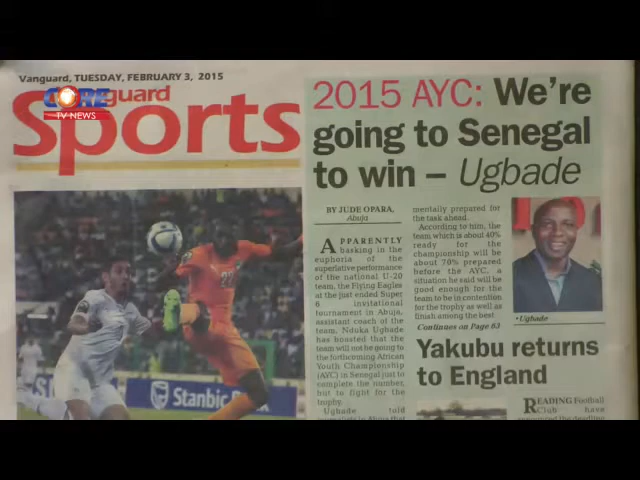 Vanguard, TUESDAY, FEBRUARY 3, 2015
CORE
TV NEWS
Vanguard
Sports
2015 AYC: We're
going to Senegal
to win – Ugbade
BY JUDE OPARA,
Abuja
APPARENTLY
basking in the
euphoria of the
superlative performance
of the national U-20
team, the Flying Eagles
at the just ended Super
6 invitational
tournament in Abuja,
assistant coach of the
team, Nduka Ugbade
has boasted that the
team will not be going to
the forthcoming African
Youth Championship
(AYC) in Senegal just to
complete the number,
but to fight for the
trophy.
Ugbade told
mentally prepared for
the task ahead.
According to him, the
team which is about 40%
ready for the
championship will be
about 70% prepared
before the AYC, a
situation he said will be
good enough for the
team to be in contention
for the trophy as well as
finish among the best.
Continues on Page 63
•Ugbade
Yakubu returns
to England
READING Football
Club have
Stanbic